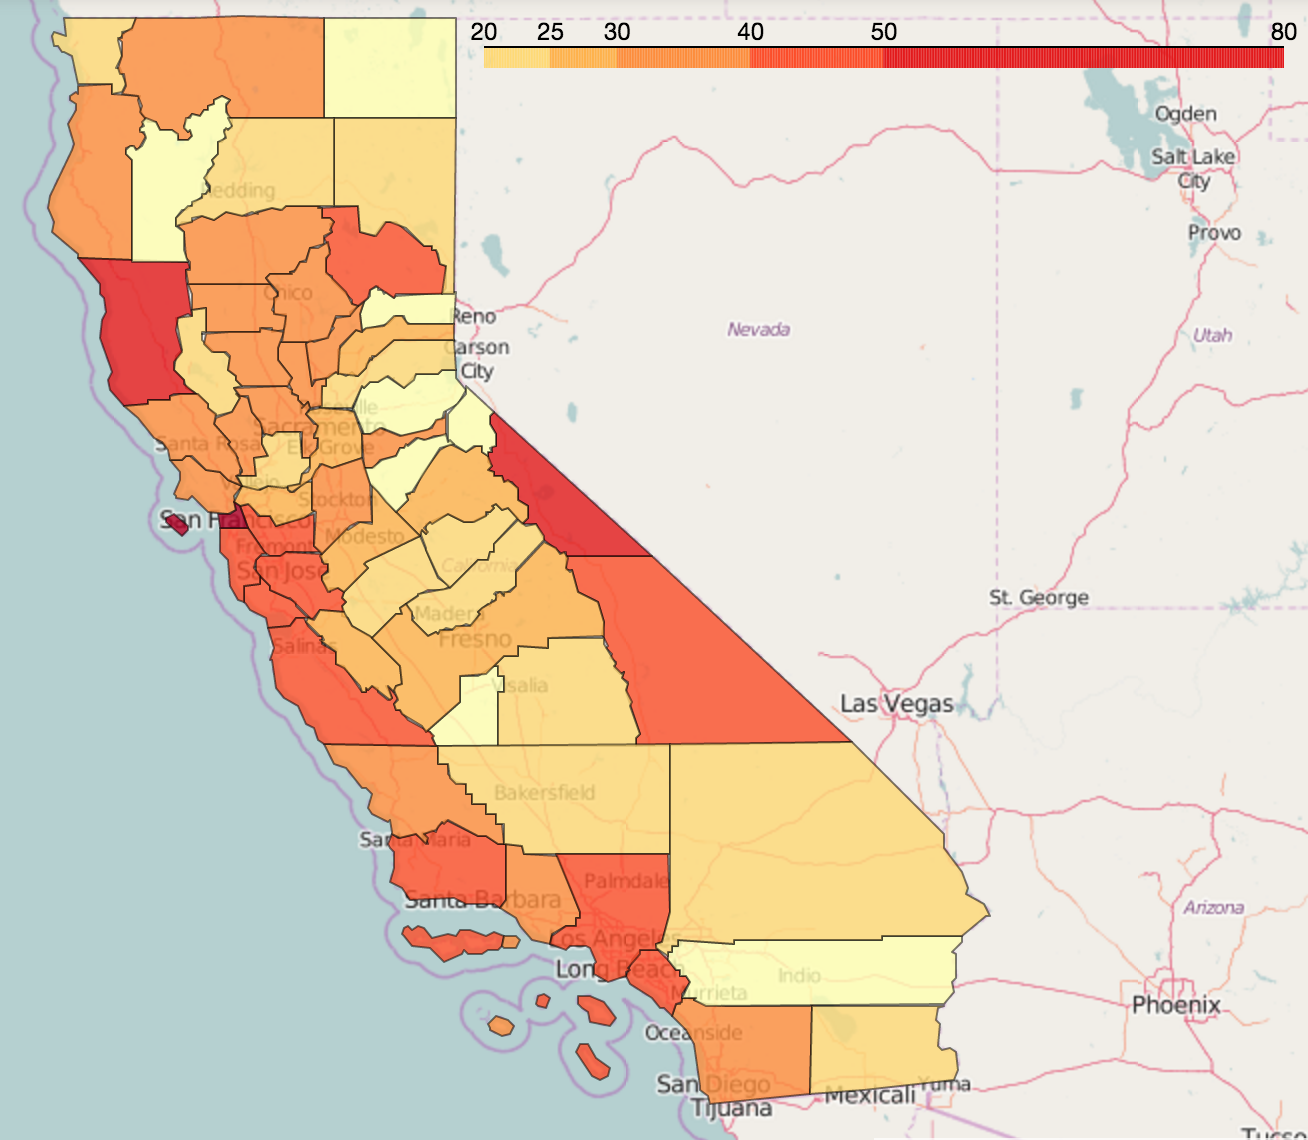 20 25 30 40 50 80
Ogden
Salt Lake
City
Provo
Redding
Chico
Reno
Nevada
Utah
Carson
City
Roseville
Sacramento
Santa Rosa
Elk Grove
Vallejo
Stockton
San Francisco
Modesto
Fremont
San Jose
California
St. George
Madera
Fresno
Salinas
Visalia
Las Vegas
Bakersfield
Santa Maria
Palmdale
Santa Barbara
Arizona
Los Angeles
Long Beach
Indio
Murrieta
Phoenix
Oceanside
San Diego
Yuma
Mexicali
Tijuana